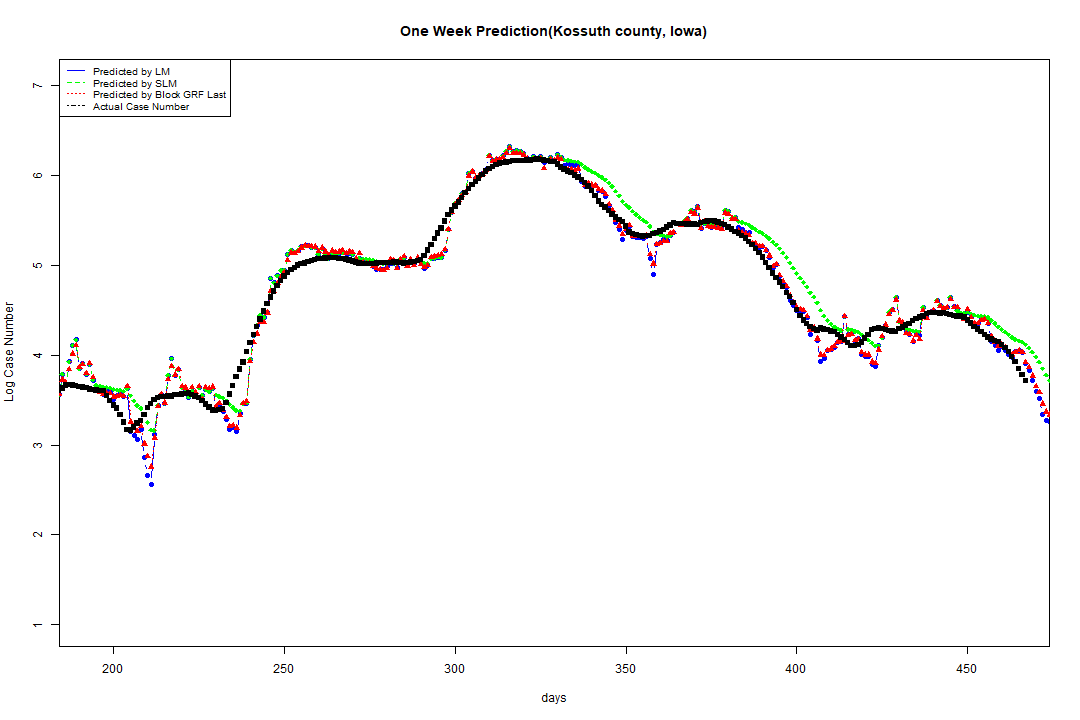 One Week Prediction(Kossuth county, Iowa)
Predicted by LM
Predicted by SLM
Predicted by Block GRF Last
Actual Case Number
7
6
5
4
3
2
1
Log Case Number
200 250 300 350 400 450
days